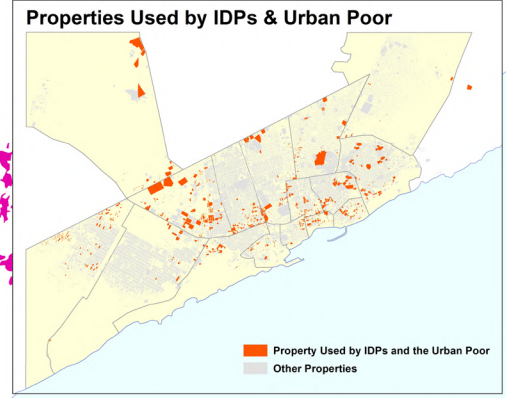 Properties Used by IDPs & Urban Poor
Property Used by IDPs and the Urban Poor
Other Properties